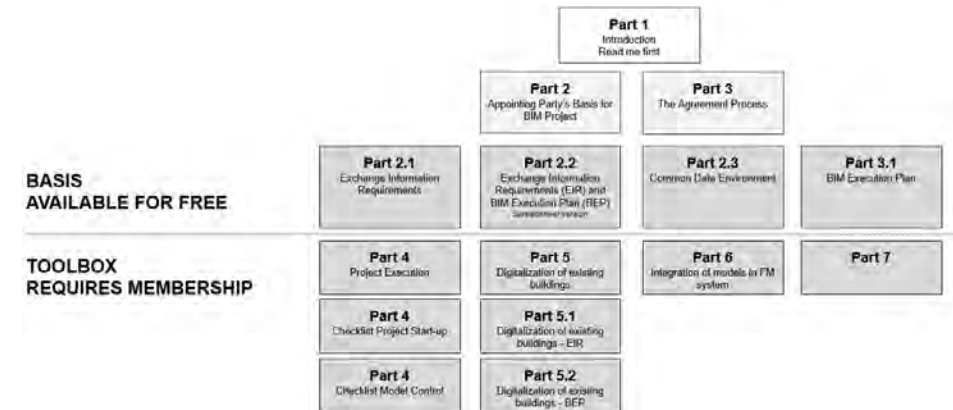 Part 1
Introduction
Read me first
Part 2
Appointing Party's Basis for
BIM Project
Part 3
The Agreement Process
BASIS
AVAILABLE FOR FREE
Part 2.1
Exchange Information
Requirements
Part 2.2
Exchange Information
Requirements (EIR) and
BIM Execution Plan (BEP)
Spreadsheet version
Part 2.3
Common Data Environment
Part 3.1
BIM Execution Plan
TOOLBOX
REQUIRES MEMBERSHIP
Part 4
Project Execution
Part 5
Digitalization of existing
buildings
Part 6
Integration of models in FM
system
Part 7
Part 4
Checklist Project Start-up
Part 5.1
Digitalization of existing
buildings - EIR
Part 4
Checklist Model Control
Part 5.2
Digitalization of existing
buildings - BEP